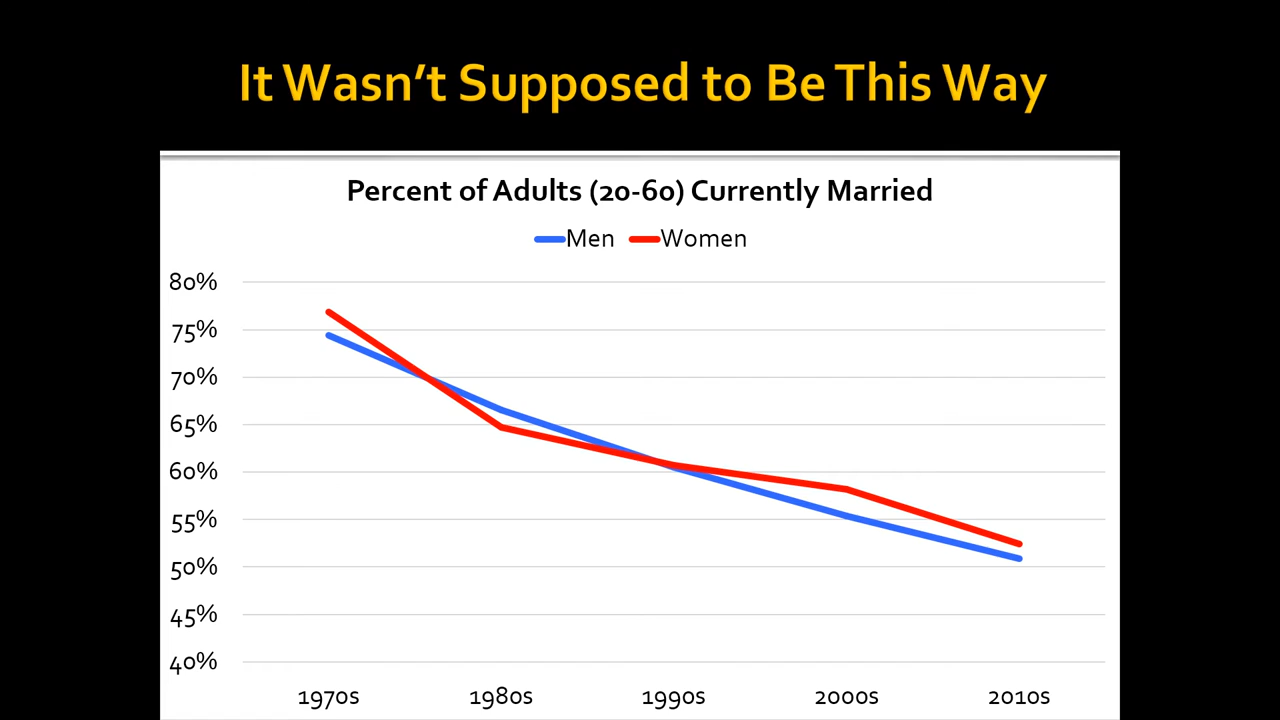 It Wasn’t Supposed to Be This Way
Percent of Adults (20-60) Currently Married
Men Women
80%
75%
70%
65%
60%
55%
50%
45%
40%
1970s 1980s 1990s 2000s 2010s